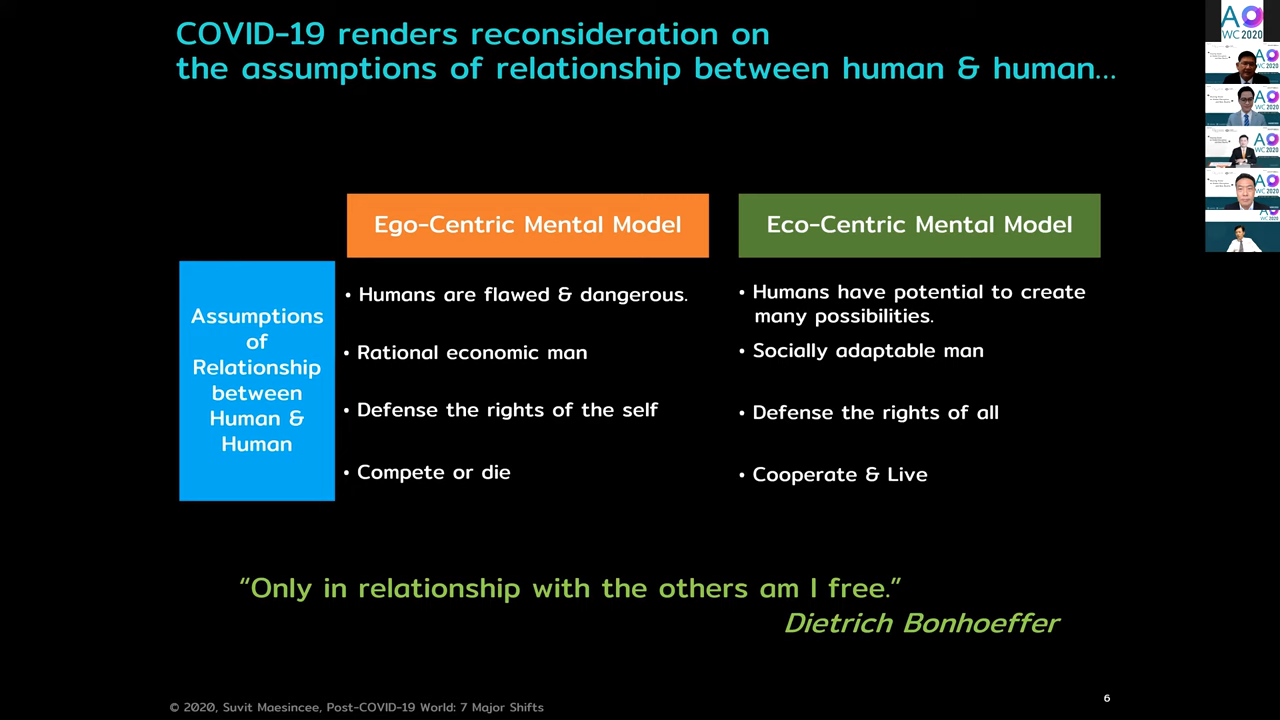 COVID-19 renders reconsideration on
the assumptions of relationship between human & human...
AO
WC2020
Ego-Centric Mental Model
Eco-Centric Mental Model
Assumptions
of
Relationship
between
Human &
Human
• Humans are flawed & dangerous.
• Rational economic man
• Defense the rights of the self
• Compete or die
• Humans have potential to create
many possibilities.
• Socially adaptable man
• Defense the rights of all
• Cooperate & Live
“Only in relationship with the others am I free.”
Dietrich Bonhoeffer
© 2020, Suvit Maesincee, Post-COVID-19 World: 7 Major Shifts
6